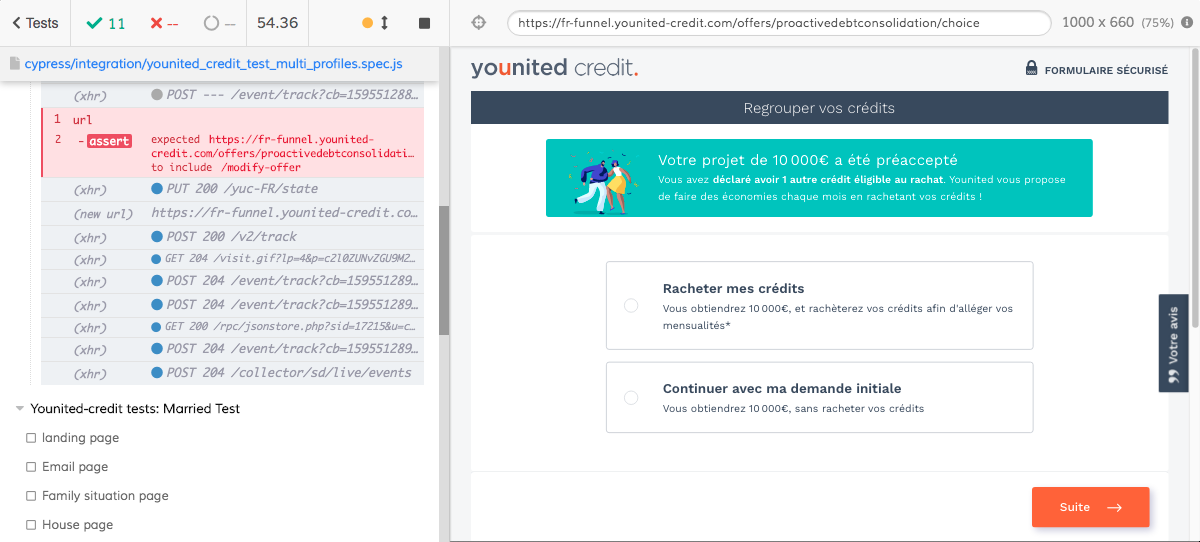 Tests
11
--
--
54.36
https://fr-funnel.younited-credit.com/offers/proactivedebtconsolidation/choice
1000 x 660 (75%)
cypress/integration/younited_credit_test_multi_profiles.spec.js
(xhr) POST --- /event/track?cb=159551288...
1 url
2 - assert expected https://fr-funnel.younited-
credit.com/offers/proactivedebtconsolidati...
to include /modify-offer
(xhr) PUT 200 /yuc-FR/state
(new url) https://fr-funnel.younited-credit.co...
(xhr) POST 200 /v2/track
(xhr) GET 204 /visit.gif?lp=4&p=c2l0ZUNvZGU9M2...
(xhr) POST 204 /event/track?cb=159551289...
(xhr) POST 204 /event/track?cb=159551289...
(xhr) GET 200 /rpc/jsonstore.php?sid=17215&u=c...
(xhr) POST 204 /event/track?cb=159551289...
(xhr) POST 204 /collector/sd/live/events
Younited-credit tests: Married Test
landing page
Email page
Family situation page
House page
younited credit.
FORMULAIRE SÉCURISÉ
Regrouper vos crédits
Votre projet de 10 000€ a été préaccepté
Vous avez déclaré avoir 1 autre crédit éligible au rachat. Younited vous propose
de faire des économies chaque mois en rachetant vos crédits !
Racheter mes crédits
Vous obtiendrez 10 000€, et rachèterez vos crédits afin d'alléger vos
mensualités*
Continuer avec ma demande initiale
Vous obtiendrez 10 000€, sans racheter vos crédits
Votre avis
Suite